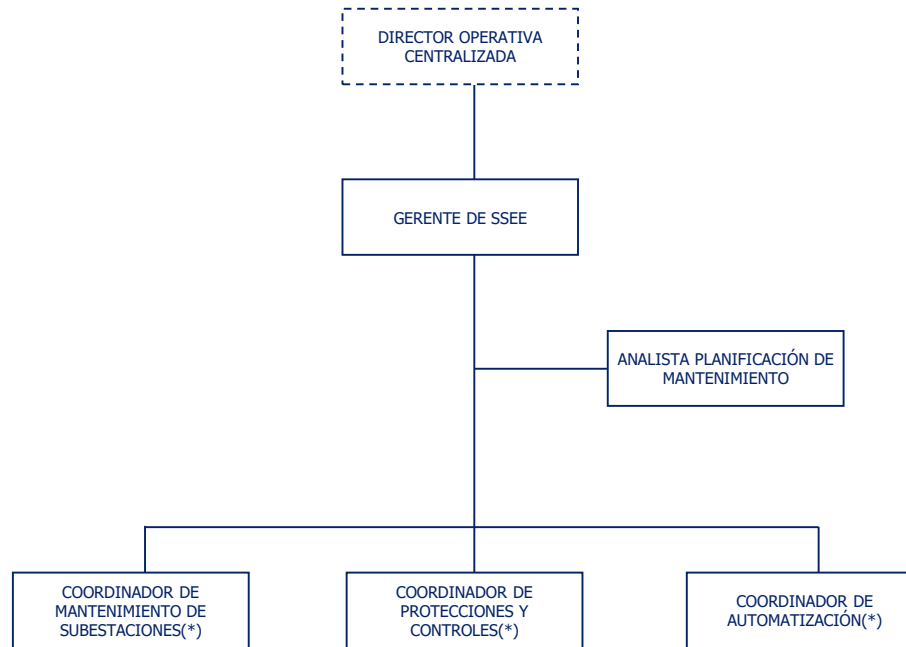 DIRECTOR OPERATIVA
CENTRALIZADA
GERENTE DE SSEE
ANALISTA PLANIFICACIÓN DE
MANTENIMIENTO
COORDINADOR DE
MANTENIMIENTO DE
SUBESTACIONES(*)
COORDINADOR DE
PROTECCIONES Y
CONTROLES(*)
COORDINADOR DE
AUTOMATIZACIÓN(*)